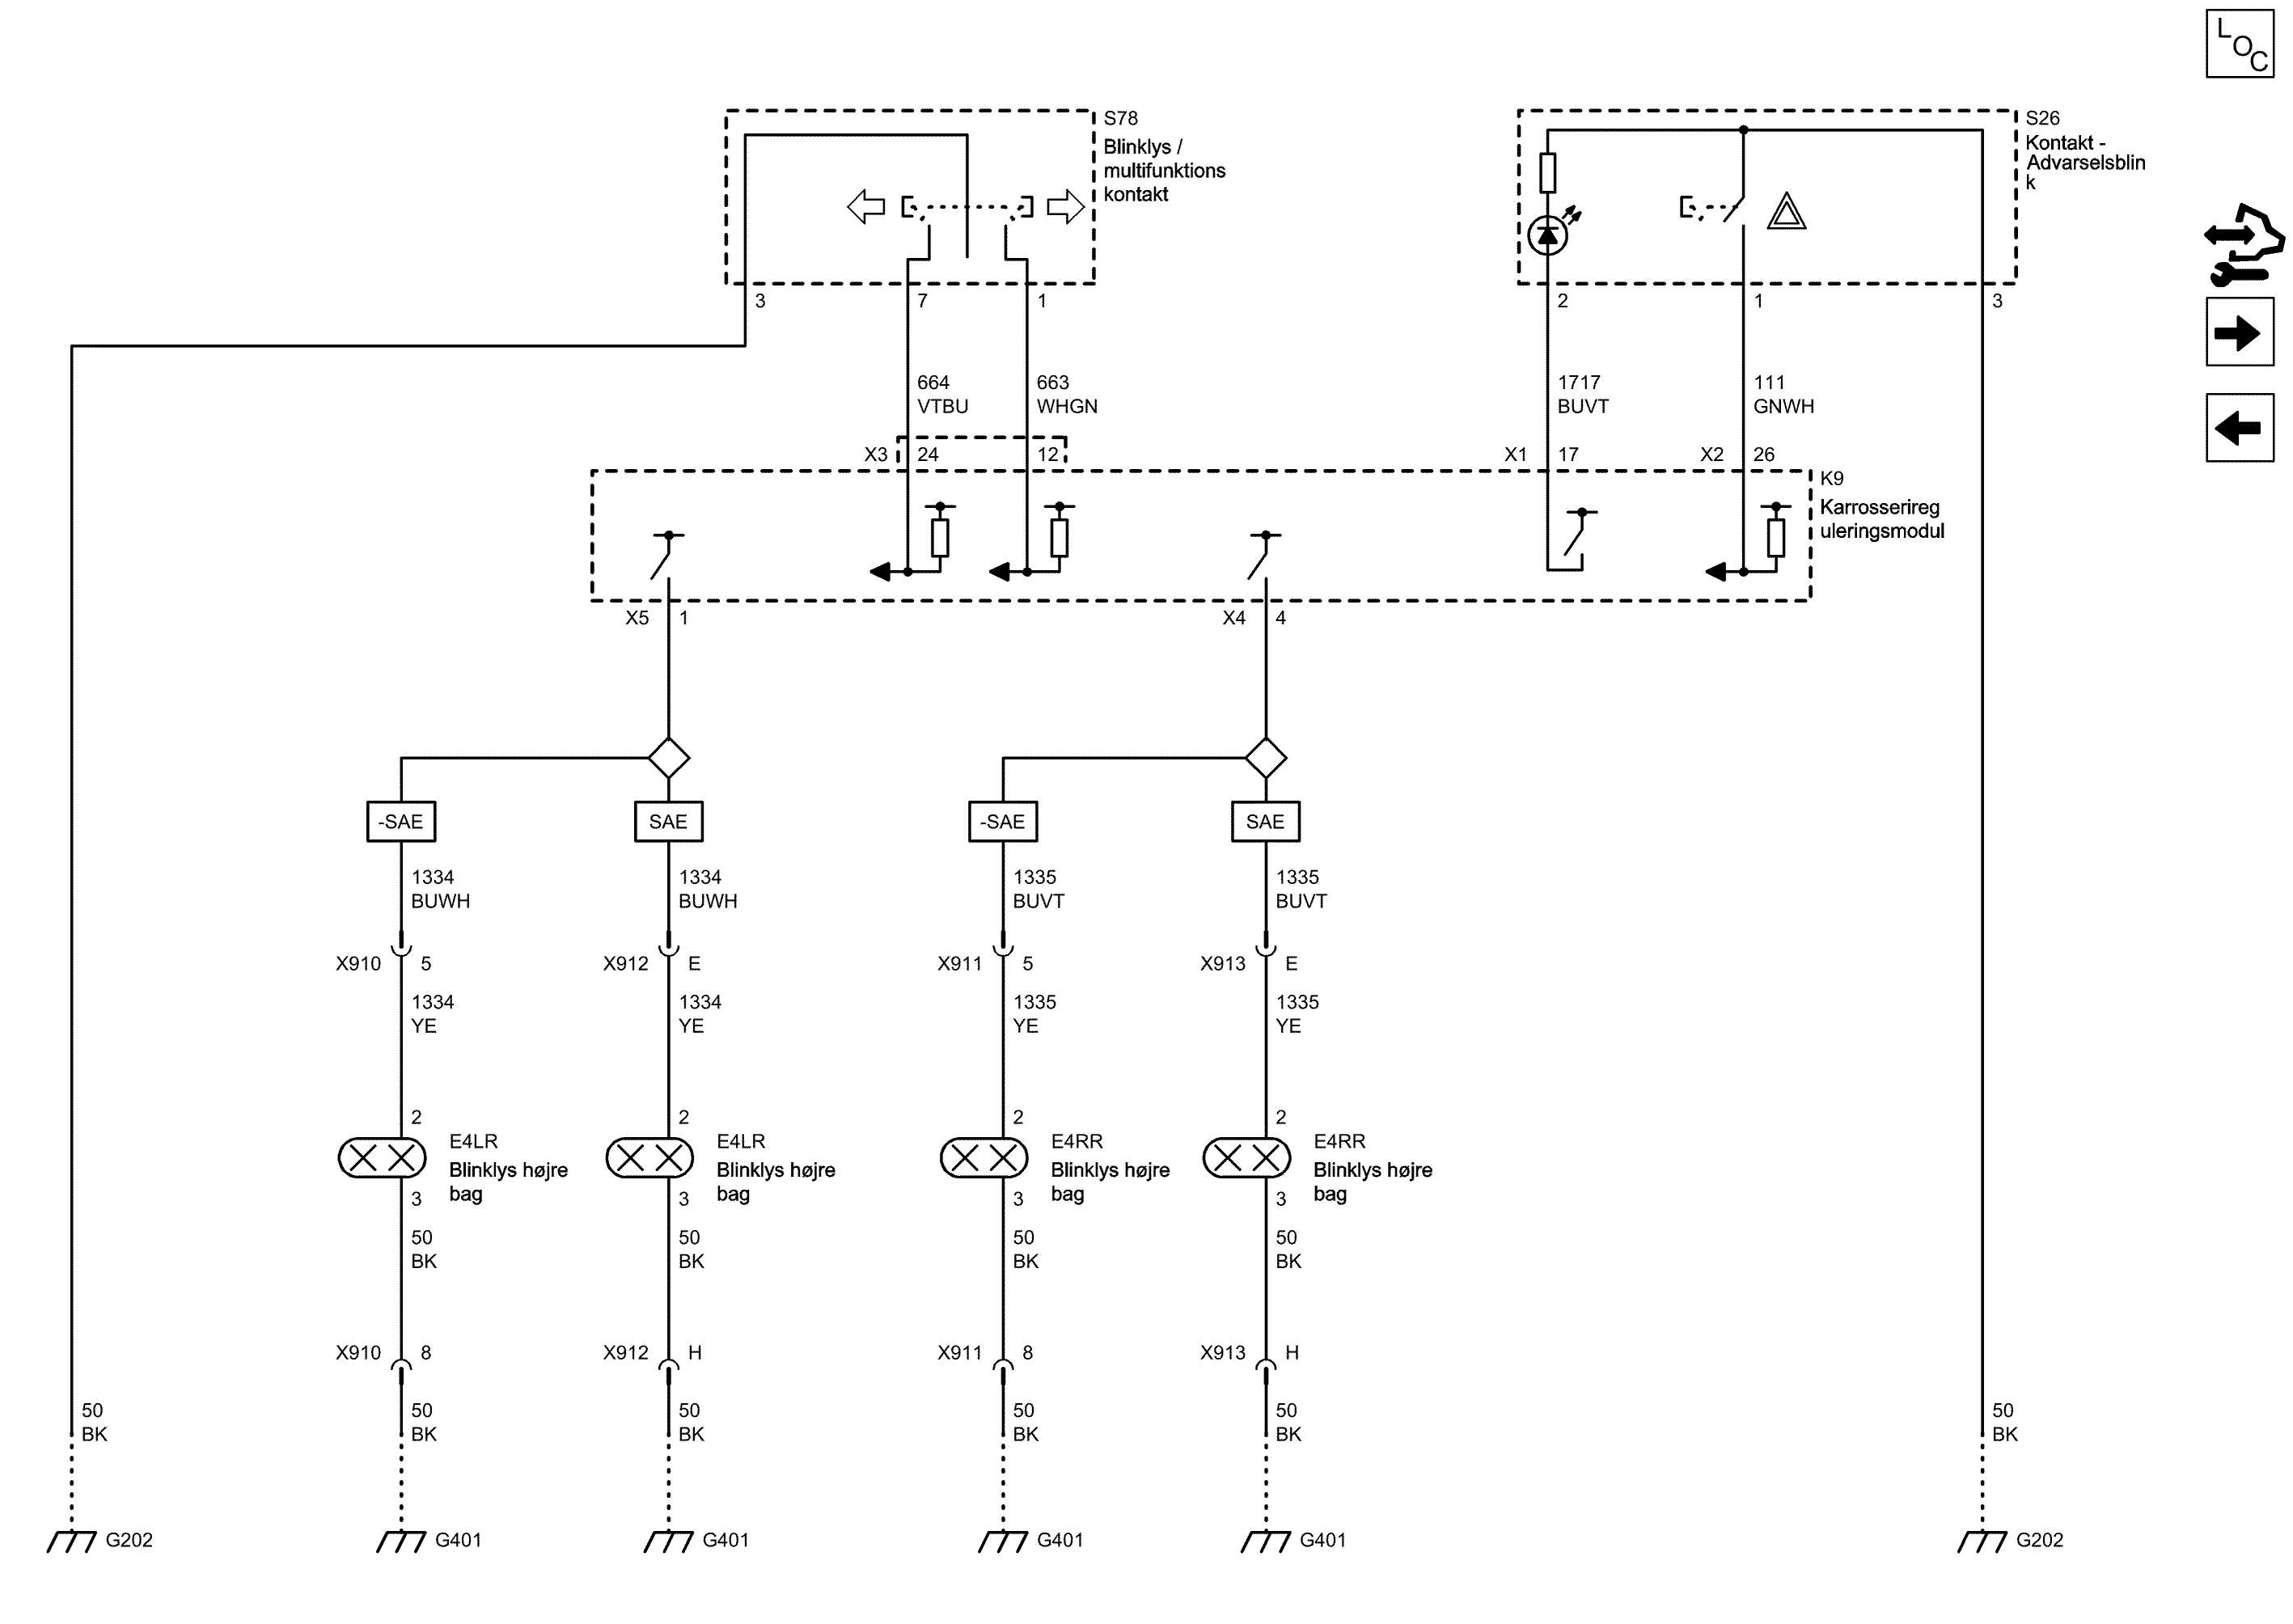 LOC
S78
Blinklys /
multifunktions
kontakt
S26
Kontakt -
Advarselsblin
k
3
7
1
2
1
3
664
VTBU
663
WHGN
1717
BUVT
111
GNWH
X3 24
12
X1 17
X2 26
K9
Karrosserireg
uleringsmodul
X5 1
X4 4
-SAE
SAE
-SAE
SAE
1334
BUWH
1334
BUWH
1335
BUVT
1335
BUVT
X910 5
X912 E
X911 5
X913 E
1334
YE
1334
YE
1335
YE
1335
YE
2
2
2
2
E4LR
Blinklys højre
bag
E4LR
Blinklys højre
bag
E4RR
Blinklys højre
bag
E4RR
Blinklys højre
bag
3
3
3
3
50
BK
50
BK
50
BK
50
BK
X910 8
X912 H
X911 8
X913 H
50
BK
50
BK
50
BK
50
BK
50
BK
50
BK
G202
G401
G401
G401
G401
G202